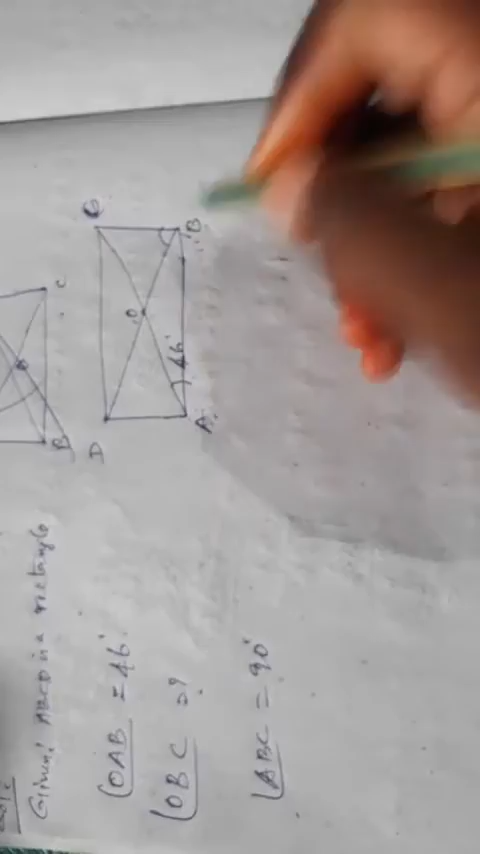 Given: ABCD is a rectangle
∠OAB = 46°
∠OBC = ?
∠ABC = 90°
C
B
O
46°
D
A
C
B